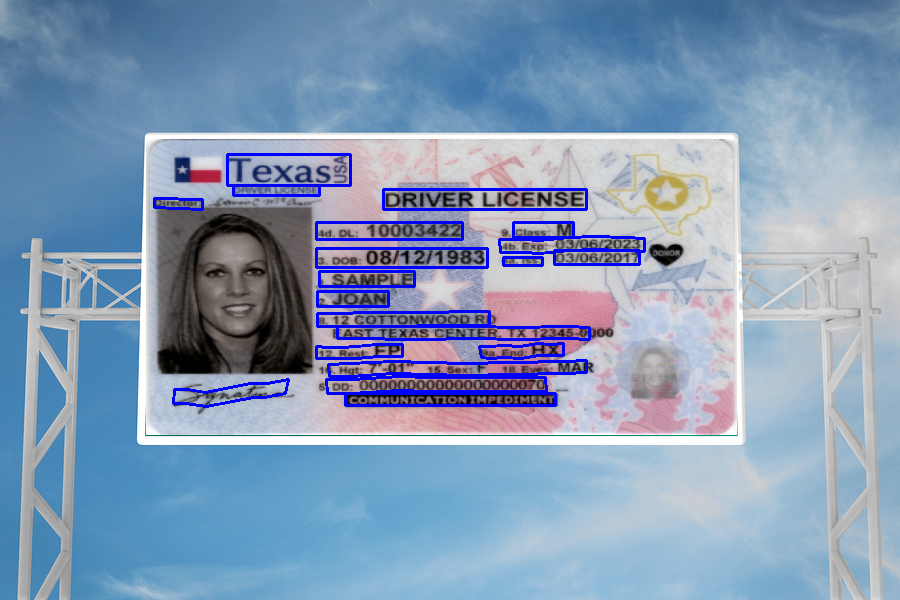 Texas USA
DRIVER LICENSE
Director
DRIVER LICENSE
4d. DL: 10003422 9. Class: M
4b. Exp: 03/06/2023
3. DOB: 08/12/1983 4a. Iss: 03/06/2017
DONOR
1. SAMPLE
2. JOAN
8. 12 COTTONWOOD RD
EAST TEXAS CENTER, TX 12345-0000
12. Rest: FP 9a. End: HX
16. Hgt: 7'-01" 15. Sex: F 18. Eyes: MAR
5. DD: 00000000000000000070
Signature
COMMUNICATION IMPEDIMENT